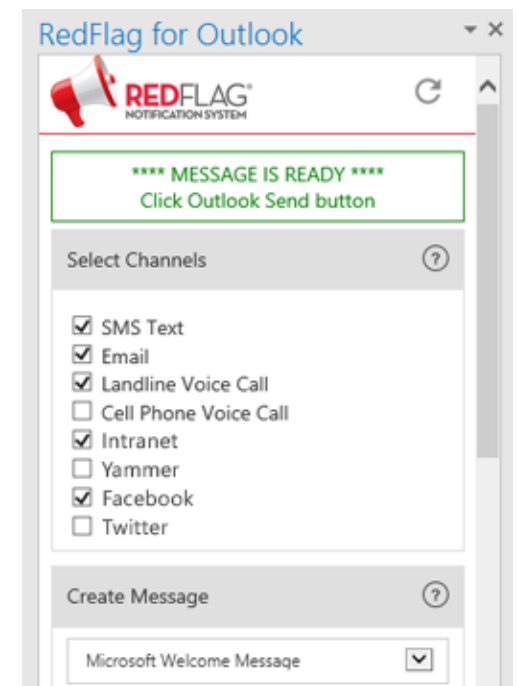 RedFlag for Outlook
REDFLAG®
NOTIFICATION SYSTEM
**** MESSAGE IS READY ****
Click Outlook Send button
Select Channels
?
SMS Text
Email
Landline Voice Call
Cell Phone Voice Call
Intranet
Yammer
Facebook
Twitter
Create Message
?
Microsoft Welcome Message